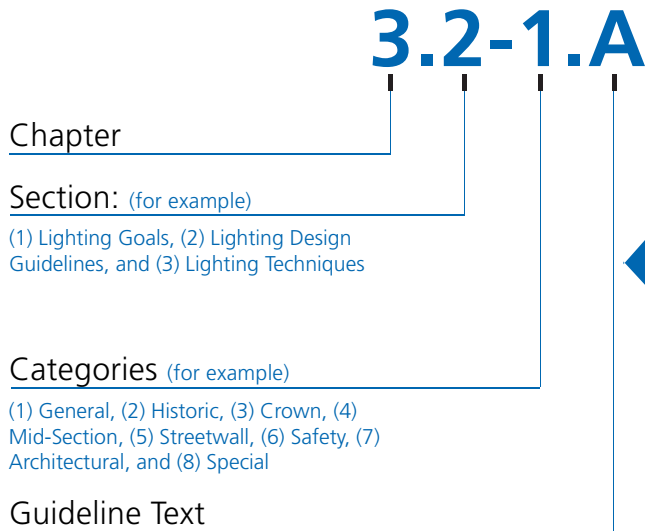 3.2-1.A
Chapter
Section: (for example)
(1) Lighting Goals, (2) Lighting Design
Guidelines, and (3) Lighting Techniques
Categories (for example)
(1) General, (2) Historic, (3) Crown, (4)
Mid-Section, (5) Streetwall, (6) Safety, (7)
Architectural, and (8) Special
Guideline Text